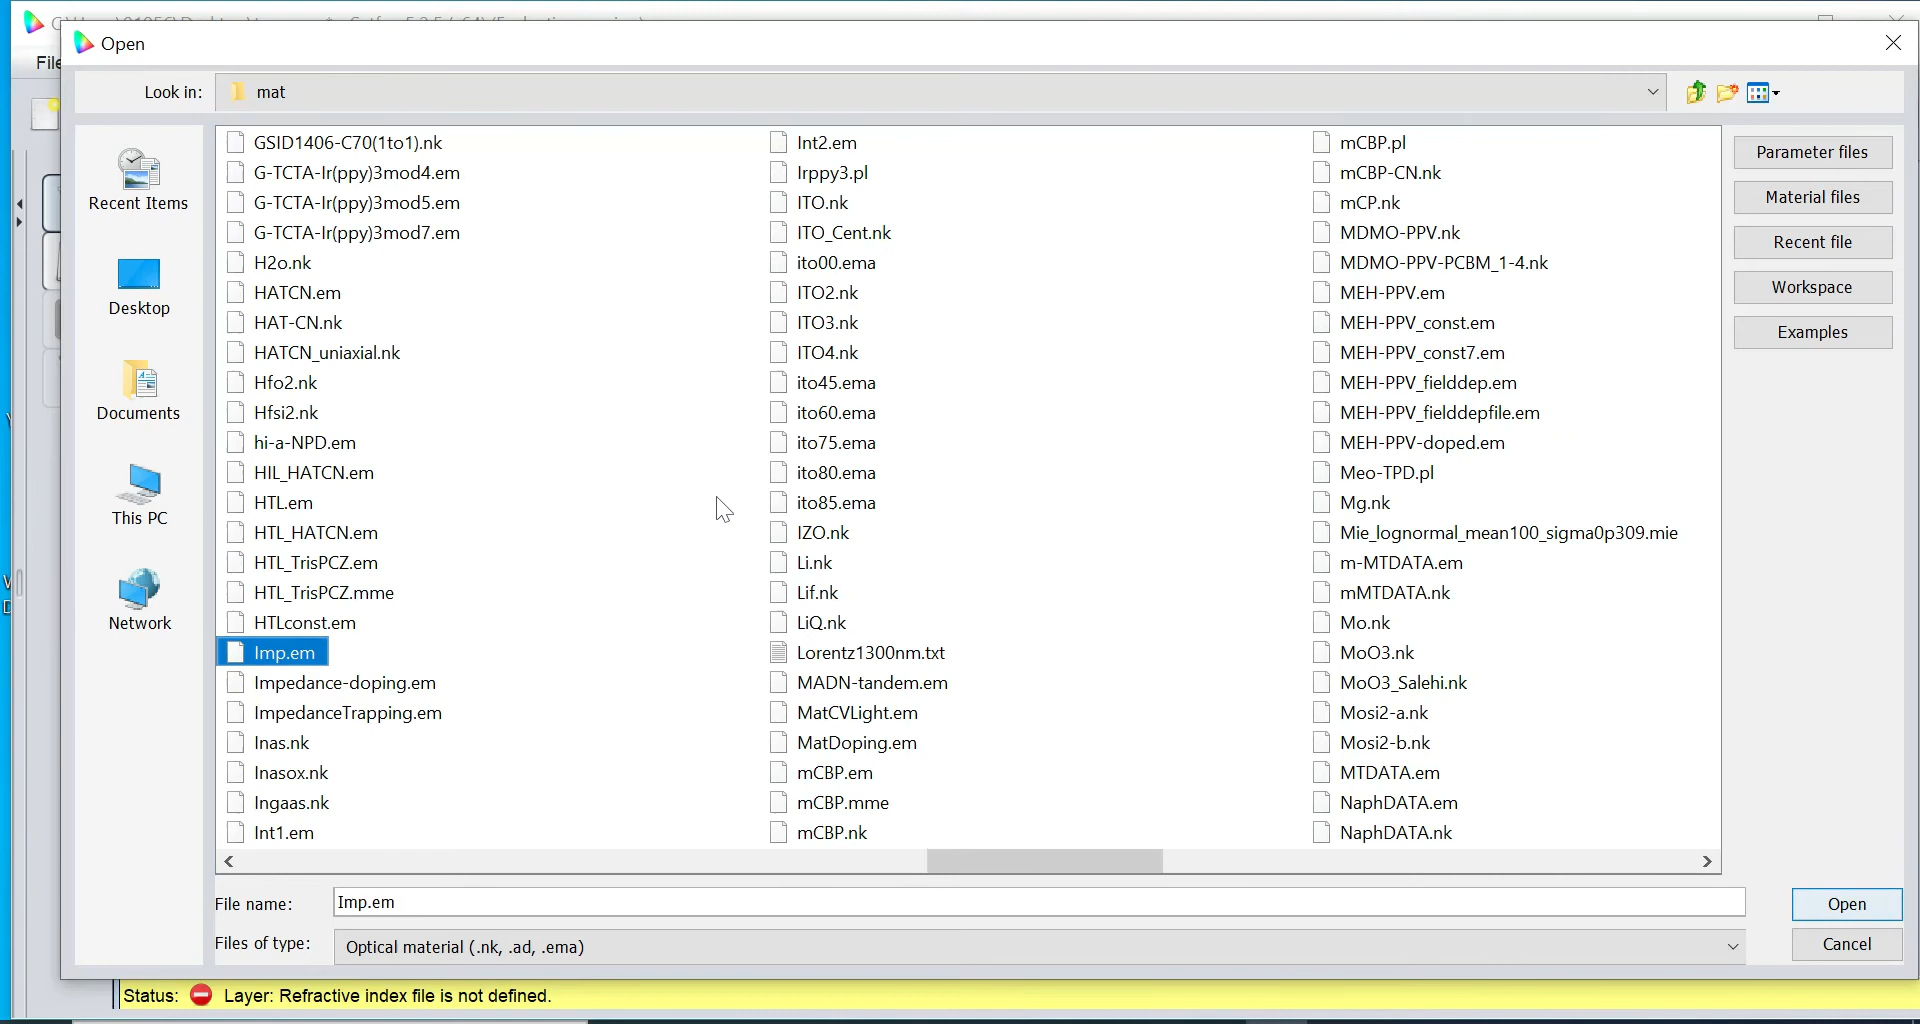 Open
File
Look in: mat
Recent Items
Desktop
Documents
This PC
Network
GSID1406-C70(1to1).nk
G-TCTA-Ir(ppy)3mod4.em
G-TCTA-Ir(ppy)3mod5.em
G-TCTA-Ir(ppy)3mod7.em
H2o.nk
HATCN.em
HAT-CN.nk
HATCN_uniaxial.nk
Hfo2.nk
Hfsi2.nk
hi-a-NPD.em
HIL_HATCN.em
HTL.em
HTL_HATCN.em
HTL_TrisPCZ.em
HTL_TrisPCZ.mme
HTLconst.em
Imp.em
Impedance-doping.em
ImpedanceTrapping.em
Inas.nk
Inasox.nk
Ingaas.nk
Int1.em
Int2.em
Irppy3.pl
ITO.nk
ITO_Cent.nk
ito00.ema
ITO2.nk
ITO3.nk
ITO4.nk
ito45.ema
ito60.ema
ito75.ema
ito80.ema
ito85.ema
IZO.nk
Li.nk
Lif.nk
LiQ.nk
Lorentz1300nm.txt
MADN-tandem.em
MatCVLight.em
MatDoping.em
mCBP.em
mCBP.mme
mCBP.nk
mCBP.pl
mCBP-CN.nk
mCP.nk
MDMO-PPV.nk
MDMO-PPV-PCBM_1-4.nk
MEH-PPV.em
MEH-PPV_const.em
MEH-PPV_const7.em
MEH-PPV_fielddep.em
MEH-PPV_fielddepfile.em
MEH-PPV-doped.em
Meo-TPD.pl
Mg.nk
Mie_lognormal_mean100_sigma0p309.mie
m-MTDATA.em
mMTDATA.nk
Mo.nk
MoO3.nk
MoO3_Salehi.nk
Mosi2-a.nk
Mosi2-b.nk
MTDATA.em
NaphDATA.em
NaphDATA.nk
Parameter files
Material files
Recent file
Workspace
Examples
File name: Imp.em
Open
Files of type: Optical material (.nk, .ad, .ema)
Cancel
Status: Layer: Refractive index file is not defined.